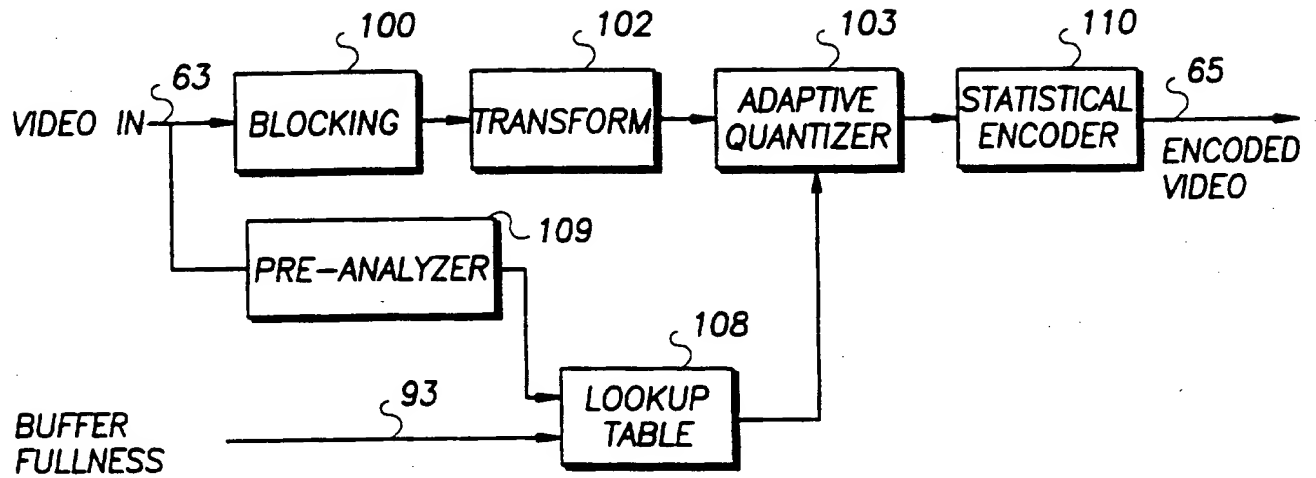 100
102
103
110
63
65
VIDEO IN
BLOCKING
TRANSFORM
ADAPTIVE
QUANTIZER
STATISTICAL
ENCODER
ENCODED
VIDEO
109
PRE-ANALYZER
108
93
LOOKUP
TABLE
BUFFER
FULLNESS